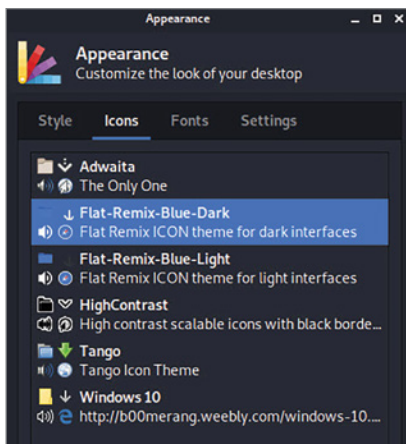 Appearance
Appearance
Customize the look of your desktop
Style Icons Fonts Settings
Adwaita
The Only One
Flat-Remix-Blue-Dark
Flat Remix ICON theme for dark interfaces
Flat-Remix-Blue-Light
Flat Remix ICON theme for light interfaces
HighContrast
High contrast scalable icons with black borde...
Tango
Tango Icon Theme
Windows 10
http://b00merang.weebly.com/windows-10....